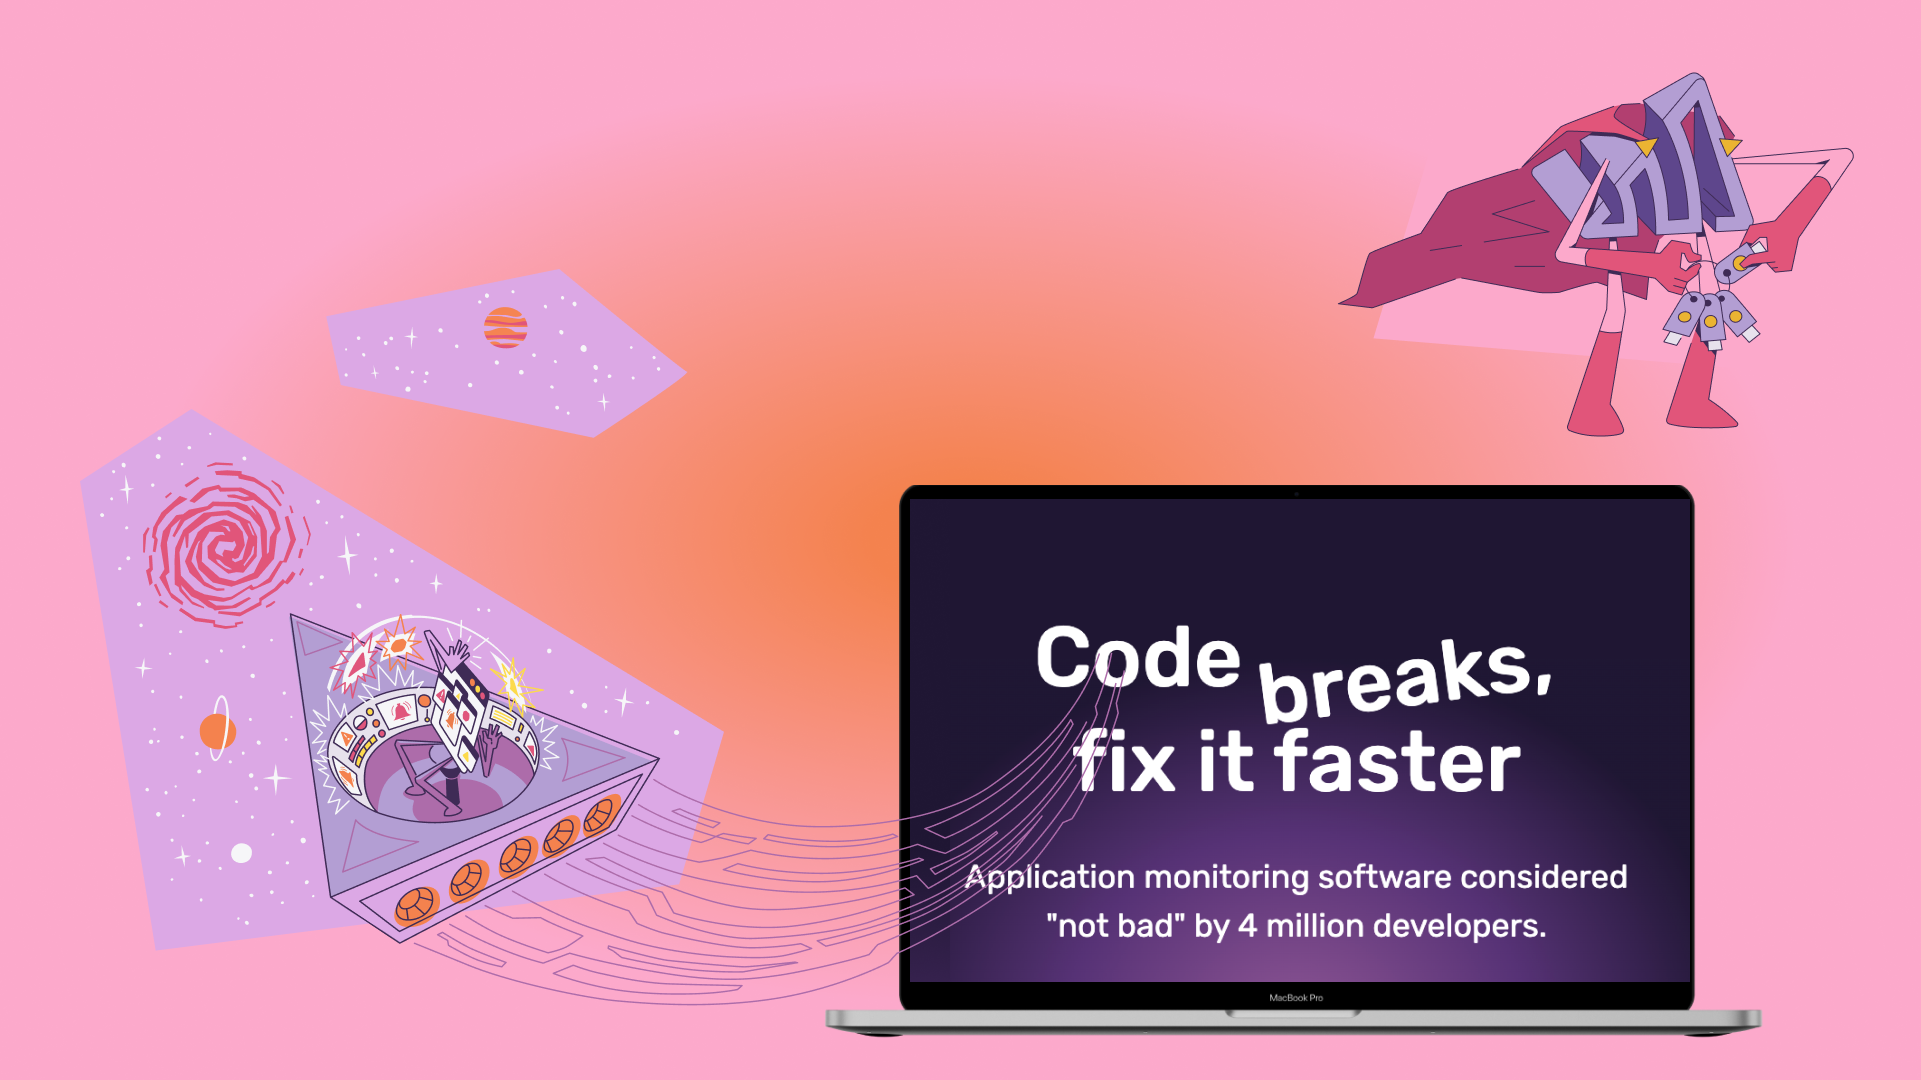 Code breaks,
fix it faster
Application monitoring software considered
"not bad" by 4 million developers.
MacBook Pro